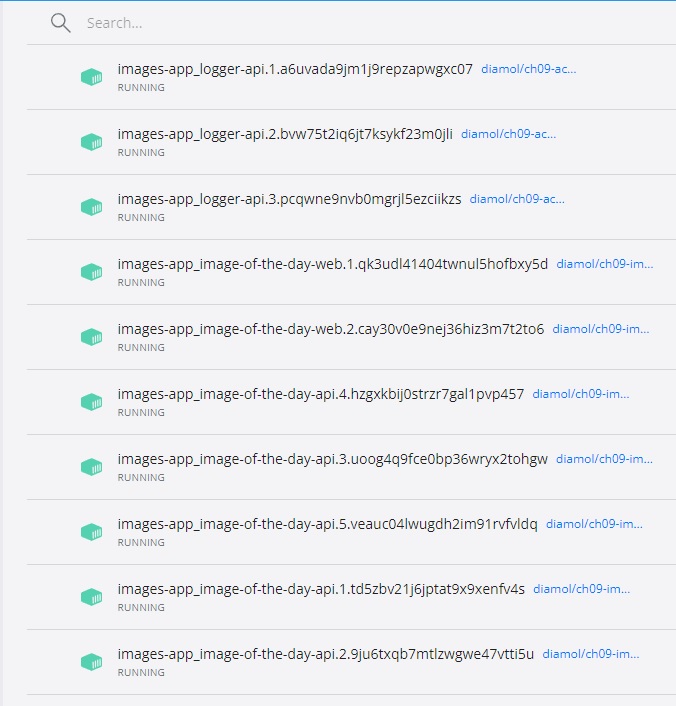 Search...
images-app_logger-api.1.a6uvada9jm1j9repzapwgxc07 diamol/ch09-ac...
RUNNING
images-app_logger-api.2.bvw75t2iq6jt7ksykf23m0jli diamol/ch09-ac...
RUNNING
images-app_logger-api.3.pcqwne9nvb0mgrjl5ezciikzs diamol/ch09-ac...
RUNNING
images-app_image-of-the-day-web.1.qk3udl41404twnul5hofbxy5d diamol/ch09-im...
RUNNING
images-app_image-of-the-day-web.2.cay30v0e9nej36hiz3m7t2to6 diamol/ch09-im...
RUNNING
images-app_image-of-the-day-api.4.hzgxkbij0strzr7gal1pvp457 diamol/ch09-im...
RUNNING
images-app_image-of-the-day-api.3.uoog4q9fce0bp36wryx2tohgw diamol/ch09-im...
RUNNING
images-app_image-of-the-day-api.5.veauc04lwugdh2im91rvfvldq diamol/ch09-im...
RUNNING
images-app_image-of-the-day-api.1.td5zbv21j6jptat9x9xenfv4s diamol/ch09-im...
RUNNING
images-app_image-of-the-day-api.2.9ju6txqb7mtlzwgwe47vtti5u diamol/ch09-im...
RUNNING